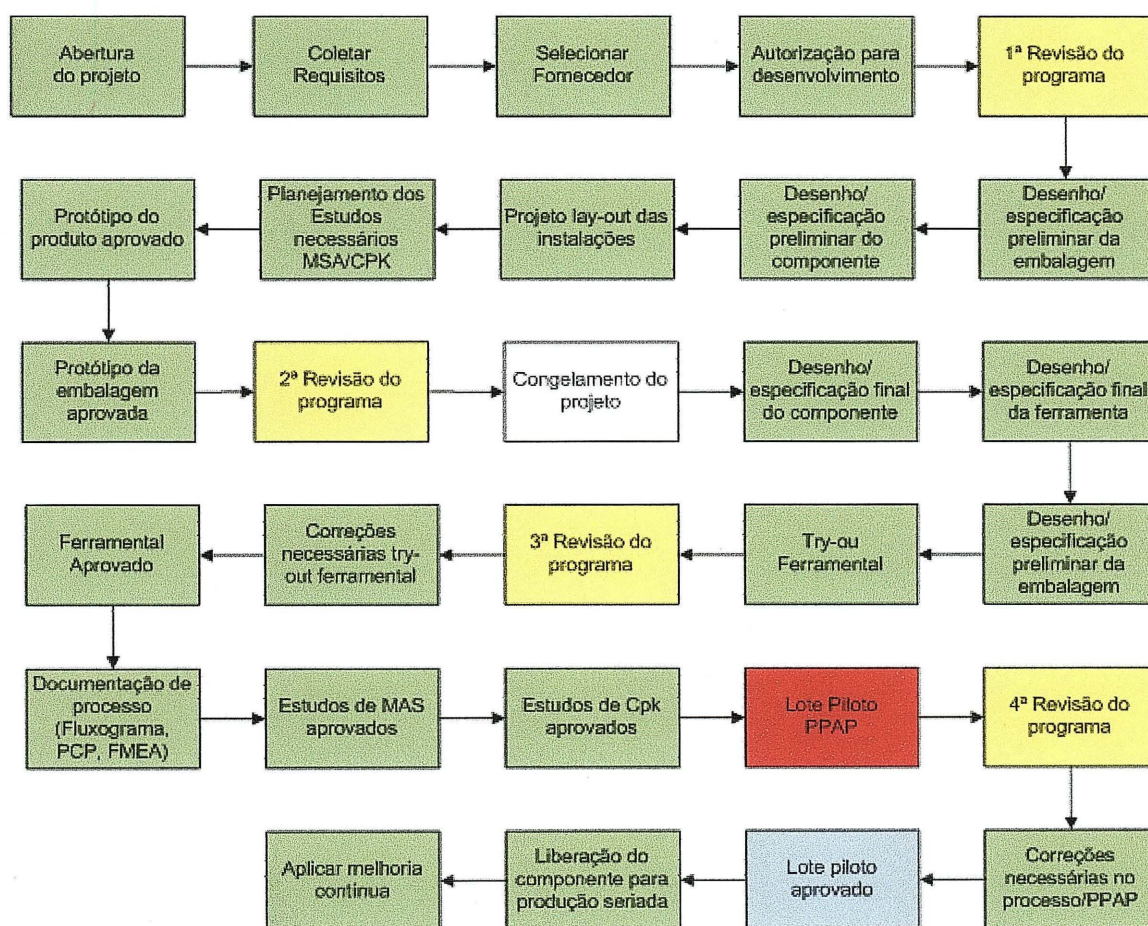 Abertura
do projeto
Coletar
Requisitos
Selecionar
Fornecedor
Autorização para
desenvolvimento
1ª Revisão do
programa
Protótipo do
produto aprovado
Planejamento dos
Estudos
necessários
MSA/CPK
Projeto lay-out das
instalações
Desenho/
especificação
preliminar do
componente
Desenho/
especificação
preliminar da
embalagem
Protótipo da
embalagem
aprovada
2ª Revisão do
programa
Congelamento do
projeto
Desenho/
especificação final
do componente
Desenho/
especificação final
da ferramenta
Ferramental
Aprovado
Correções
necessárias try-
out ferramental
3ª Revisão do
programa
Try-ou
Ferramental
Desenho/
especificação
preliminar da
embalagem
Documentação de
processo
(Fluxograma,
PCP, FMEA)
Estudos de MAS
aprovados
Estudos de Cpk
aprovados
Lote Piloto
PPAP
4ª Revisão do
programa
Aplicar melhoria
continua
Liberação do
componente para
produção seriada
Lote piloto
aprovado
Correções
necessárias no
processo/PPAP